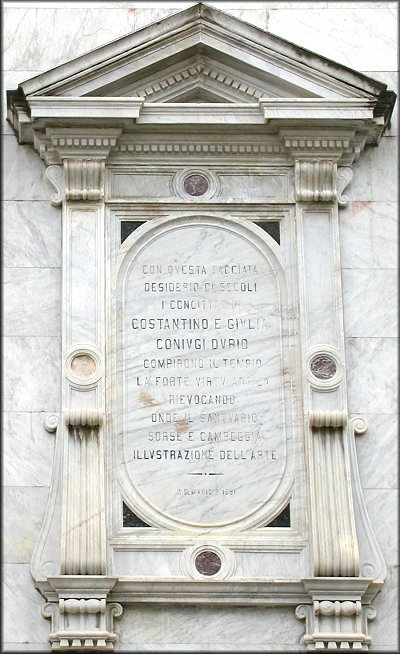 CON QVESTA FACCIATA
DESIDERIO DI SECOLI
I CONCITTADINI
COSTANTINO E GIVLIA
CONIVGI DVRIO
COMPIRONO IL TEMPIO
LA FORTE VIRTV ANTICA
RIEVOCANDO
ONDE IL SANTVARIO
SORSE E CAMPEGGIA
ILLVSTRAZIONE DELL'ARTE
1891